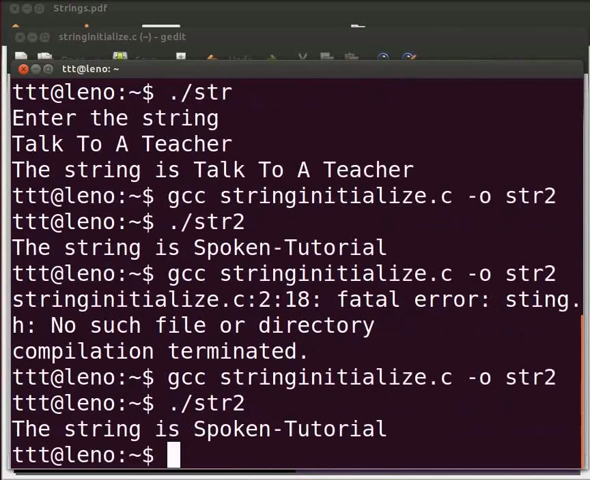 Strings.pdf
stringinitialize.c (~) - gedit
ttt@leno: ~
ttt@leno:~$ ./str
Enter the string
Talk To A Teacher
The string is Talk To A Teacher
ttt@leno:~$ gcc stringinitialize.c -o str2
ttt@leno:~$ ./str2
The string is Spoken-Tutorial
ttt@leno:~$ gcc stringinitialize.c -o str2
stringinitialize.c:2:18: fatal error: sting.
h: No such file or directory
compilation terminated.
ttt@leno:~$ gcc stringinitialize.c -o str2
ttt@leno:~$ ./str2
The string is Spoken-Tutorial
ttt@leno:~$